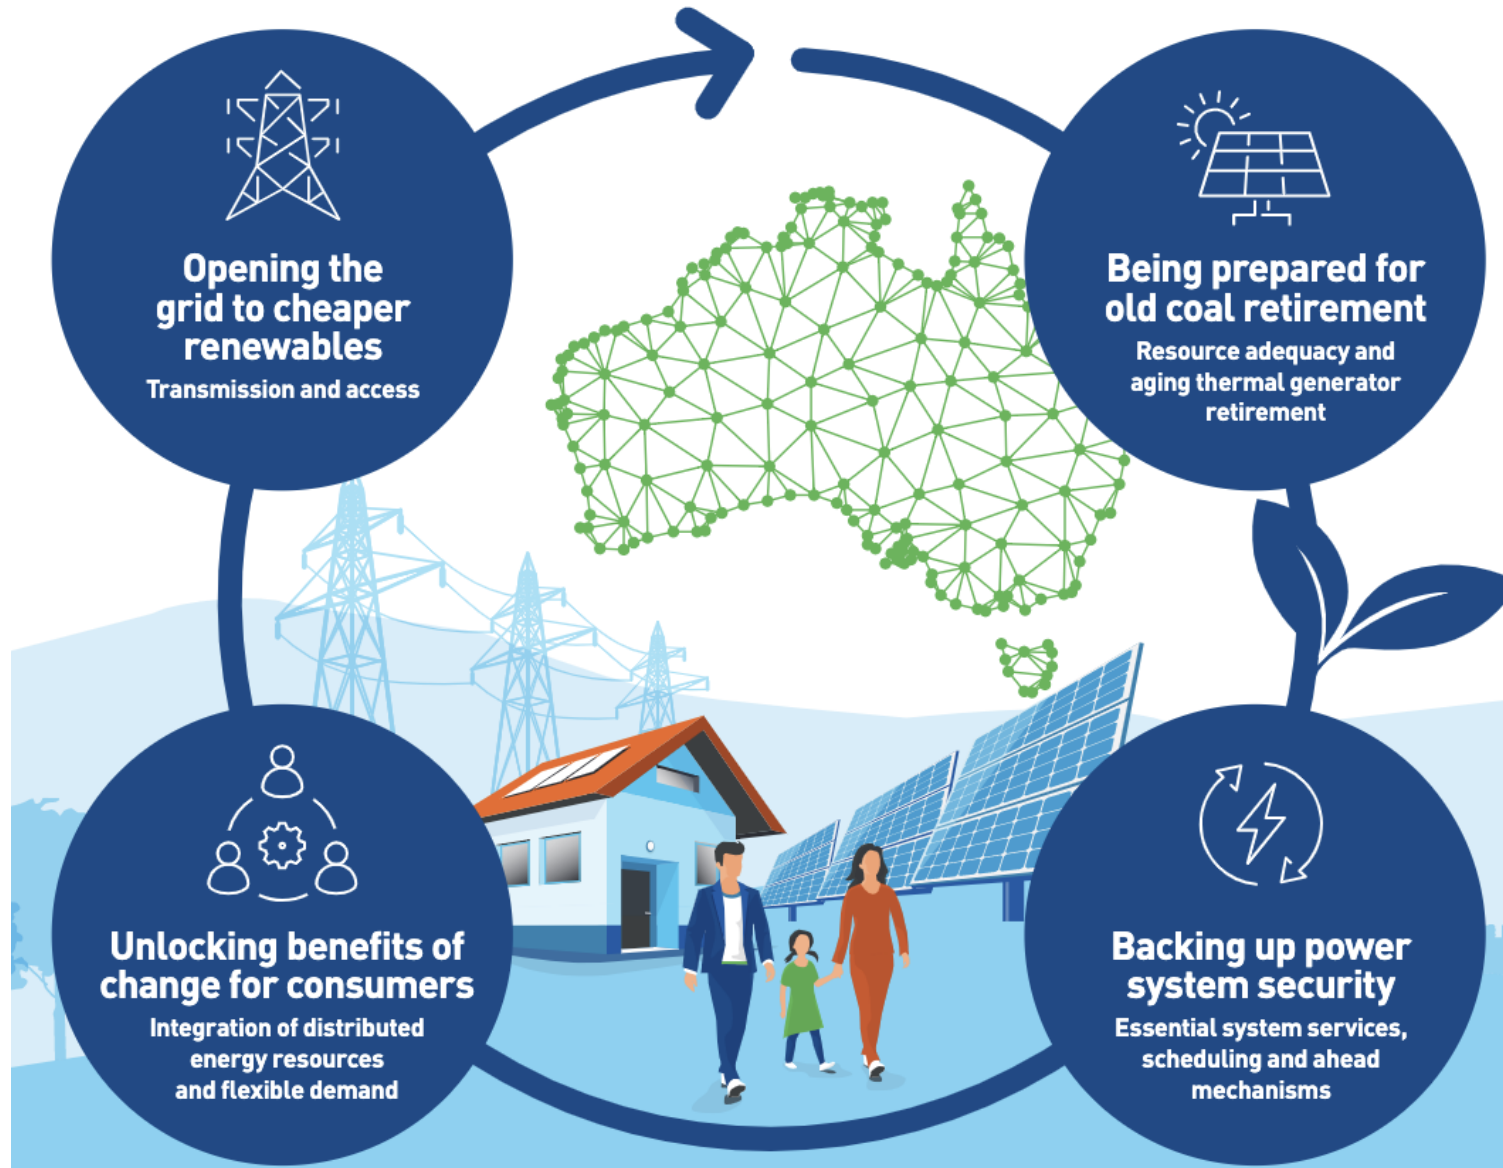 Opening the
grid to cheaper
renewables
Transmission and access
Being prepared for
old coal retirement
Resource adequacy and
aging thermal generator
retirement
Unlocking benefits of
change for consumers
Integration of distributed
energy resources
and flexible demand
Backing up power
system security
Essential system services,
scheduling and ahead
mechanisms